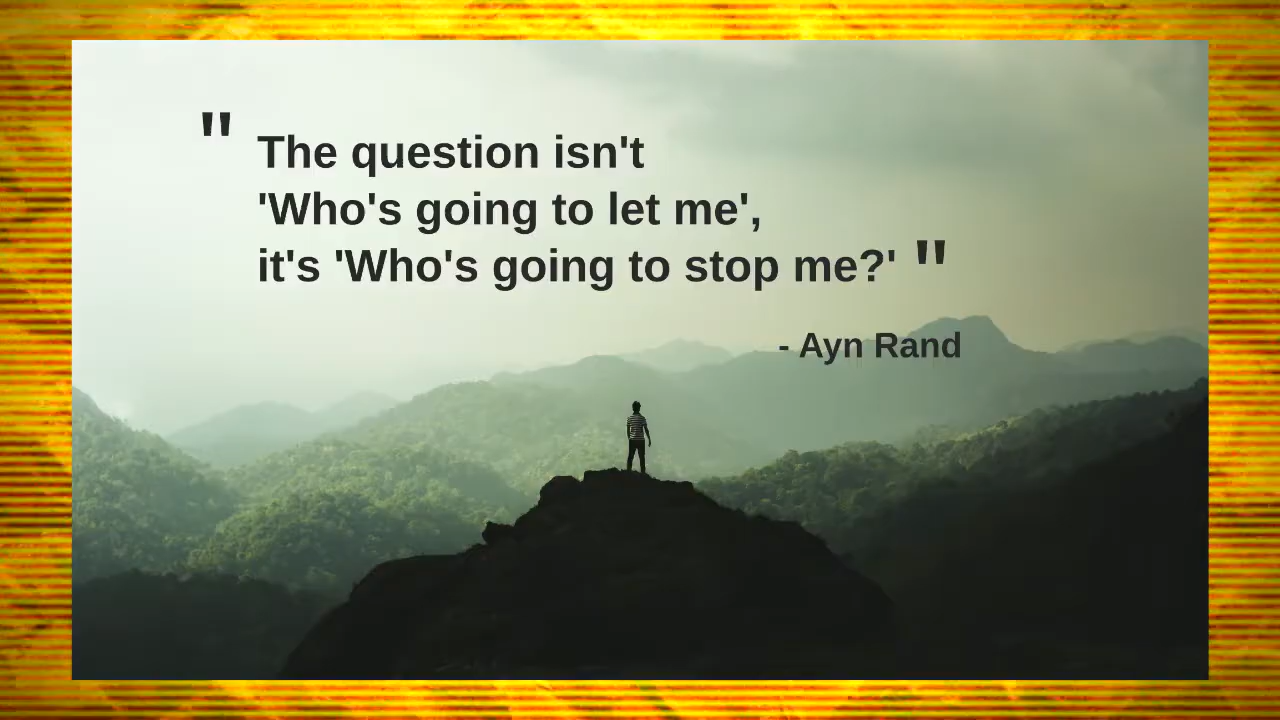 " The question isn't
'Who's going to let me',
it's 'Who's going to stop me?' "
- Ayn Rand